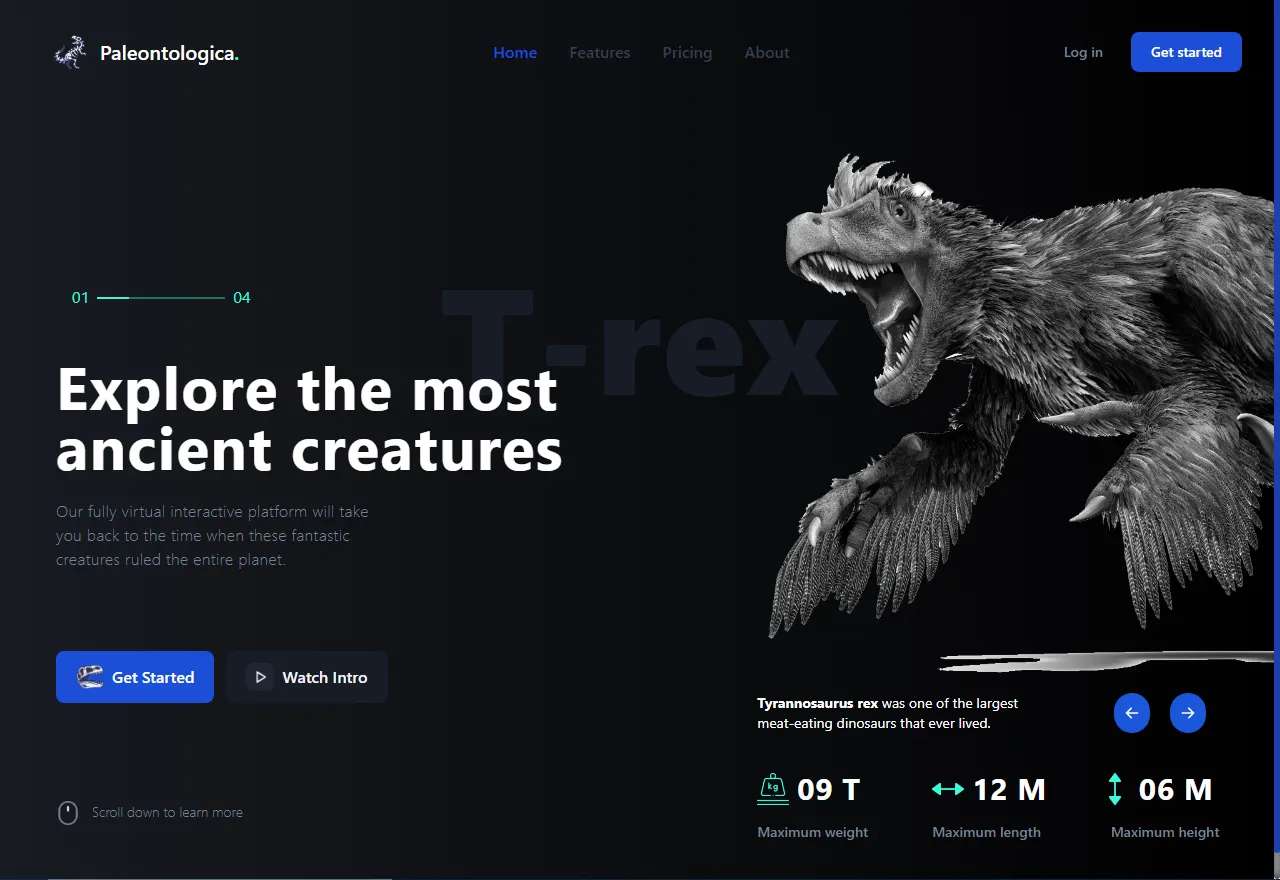 Paleontologica.
Home Features Pricing About
Log in
Get started
01 04
T-rex
Explore the most
ancient creatures
Our fully virtual interactive platform will take
you back to the time when these fantastic
creatures ruled the entire planet.
Get Started
Watch Intro
Scroll down to learn more
Tyrannosaurus rex was one of the largest
meat-eating dinosaurs that ever lived.
kg
09 T
Maximum weight
12 M
Maximum length
06 M
Maximum height